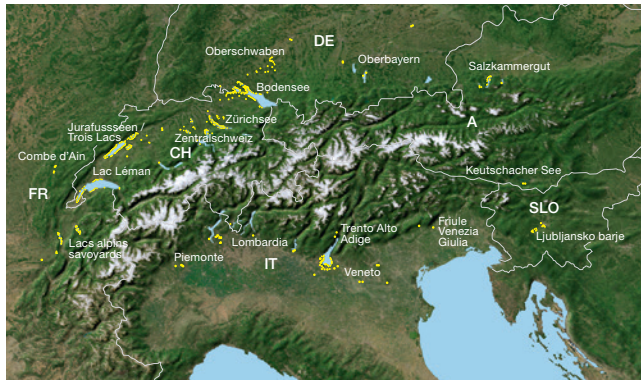 DE
Oberschwaben
Oberbayern
Salzkammergut
Bodensee
Jurafussseen
Trois Lacs
Zürichsee
Zentralschweiz
A
CH
Combe d'Ain
Lac Léman
Keutschacher See
FR
SLO
Lacs alpins
savoyards
Lombardia
Trento Alto
Adige
Friule
Venezia
Giulia
Ljubljansko barje
Piemonte
IT
Veneto